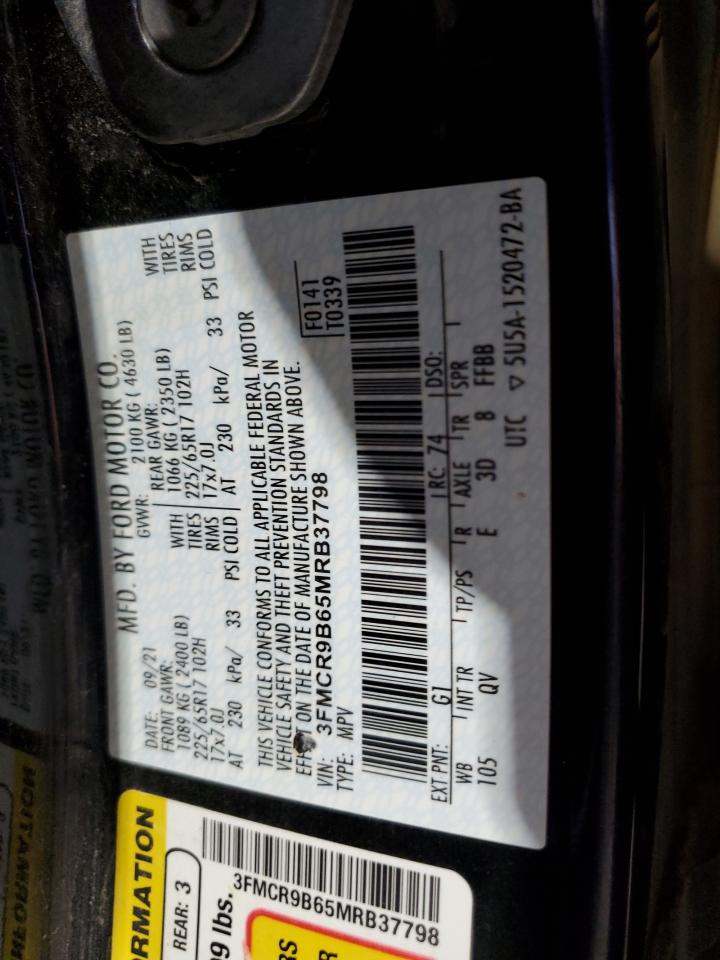 MFD. BY FORD MOTOR CO.
DATE: 09/21 GVWR: 2100 KG ( 4630 LB)
FRONT GAWR: REAR GAWR:
1089 KG ( 2400 LB) WITH 1066 KG ( 2350 LB) WITH
225/65R17 102H TIRES 225/65R17 102H TIRES
17x7.0J RIMS 17x7.0J RIMS
AT 230 kPa/ 33 PSI COLD AT 230 kPa/ 33 PSI COLD
THIS VEHICLE CONFORMS TO ALL APPLICABLE FEDERAL MOTOR
VEHICLE SAFETY AND THEFT PREVENTION STANDARDS IN
ON THE DATE OF MANUFACTURE SHOWN ABOVE.
VIN: 3FMCR9B65MRB37798 F0141
TYPE: MPV T0339
EXT PNT: G1 RC: 74 DSO:
WB INT TR TP/PS R AXLE TR SPR
105 QV E 3D 8 FFBB
UTC ▽ 5U5A-1520472-BA
ORMATION
REAR: 3
9 lbs.
3FMCR9B65MRB37798
RS
R